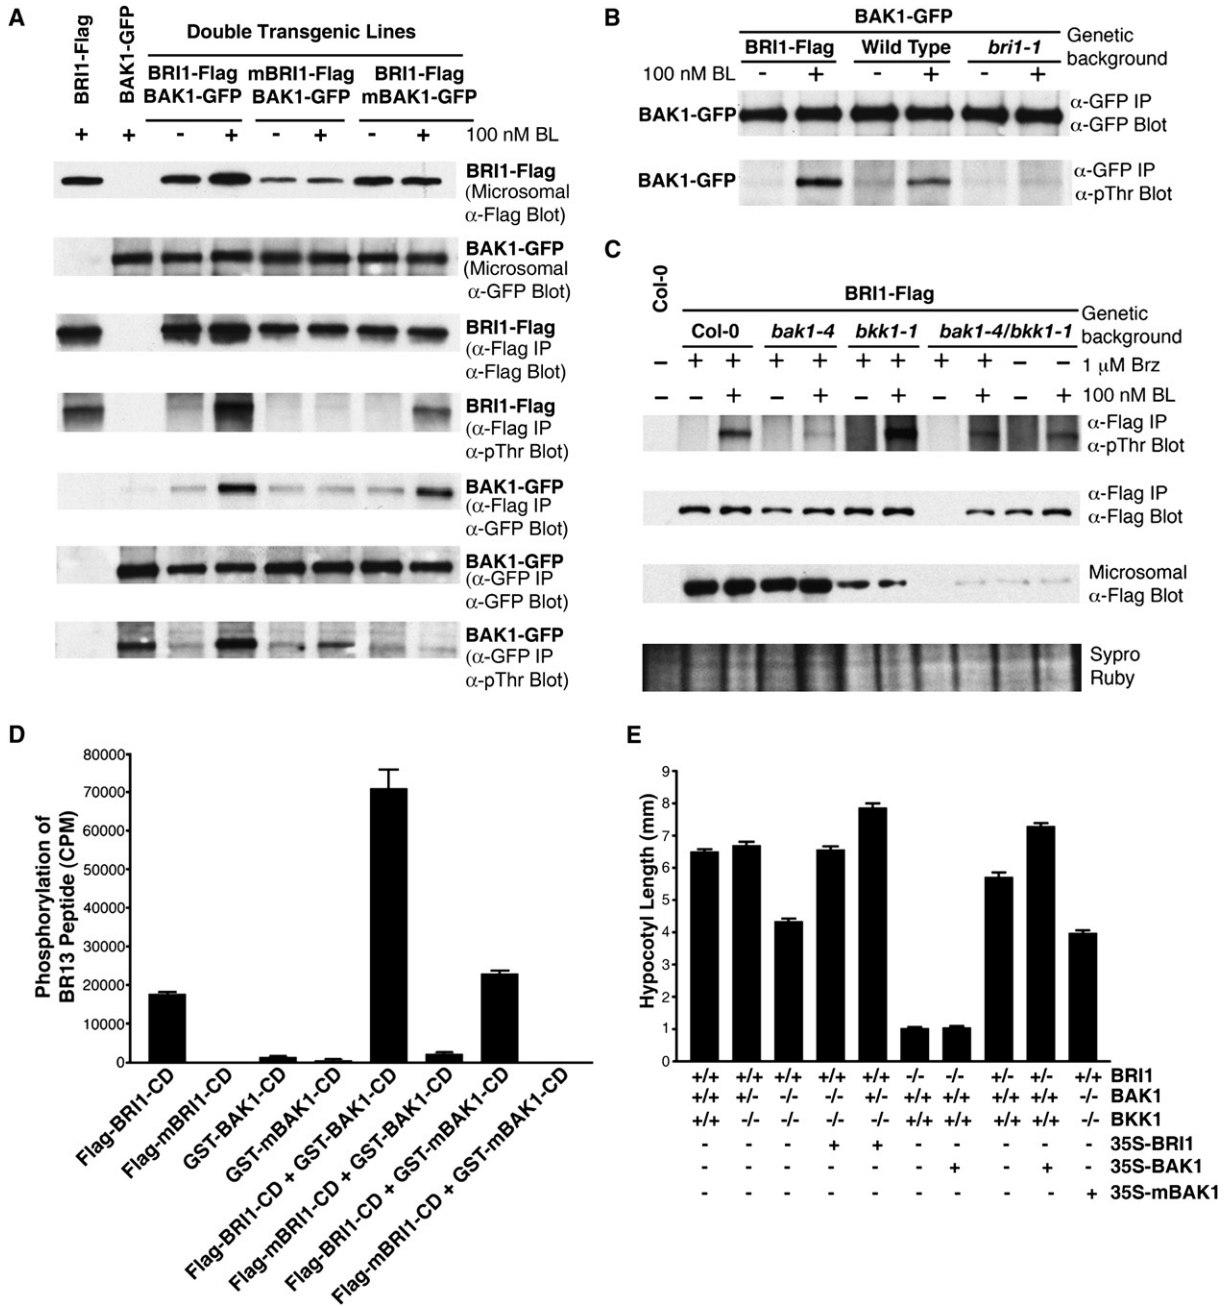 A
BRI1-Flag
BAK1-GFP
Double Transgenic Lines
BRI1-Flag mBRI1-Flag BRI1-Flag
BAK1-GFP BAK1-GFP mBAK1-GFP
+ + - + - + - + 100 nM BL
BRI1-Flag
(Microsomal
α-Flag Blot)
BAK1-GFP
(Microsomal
α-GFP Blot)
BRI1-Flag
(α-Flag IP
α-Flag Blot)
BRI1-Flag
(α-Flag IP
α-pThr Blot)
BAK1-GFP
(α-Flag IP
α-GFP Blot)
BAK1-GFP
(α-GFP IP
α-GFP Blot)
BAK1-GFP
(α-GFP IP
α-pThr Blot)
B
BAK1-GFP
BRI1-Flag Wild Type bri1-1
Genetic
background
100 nM BL - + - + - +
BAK1-GFP
α-GFP IP
α-GFP Blot
BAK1-GFP
α-GFP IP
α-pThr Blot
C
Col-0
BRI1-Flag
Col-0 bak1-4 bkk1-1 bak1-4/bkk1-1
Genetic
background
– + + + + + + + + – – 1 μM Brz
– – + – + – + – + – + 100 nM BL
α-Flag IP
α-pThr Blot
α-Flag IP
α-Flag Blot
Microsomal
α-Flag Blot
Sypro
Ruby
D
Phosphorylation of
BR13 Peptide (CPM)
80000
70000
60000
50000
40000
30000
20000
10000
0
Flag-BRI1-CD
Flag-mBRI1-CD
GST-BAK1-CD
GST-mBAK1-CD
Flag-BRI1-CD + GST-BAK1-CD
Flag-mBRI1-CD + GST-BAK1-CD
Flag-BRI1-CD + GST-mBAK1-CD
Flag-mBRI1-CD + GST-mBAK1-CD
E
Hypocotyl Length (mm)
9
8
7
6
5
4
3
2
1
0
+/+ +/+ +/+ +/+ +/+ -/- -/- +/- +/- +/+ BRI1
+/+ +/- -/- -/- +/- +/+ +/+ +/+ +/+ -/- BAK1
+/+ -/- -/- -/- -/- +/+ +/+ +/+ +/+ -/- BKK1
- - - + + - - - - - 35S-BRI1
- - - - - - + - + - 35S-BAK1
- - - - - - - - - + 35S-mBAK1